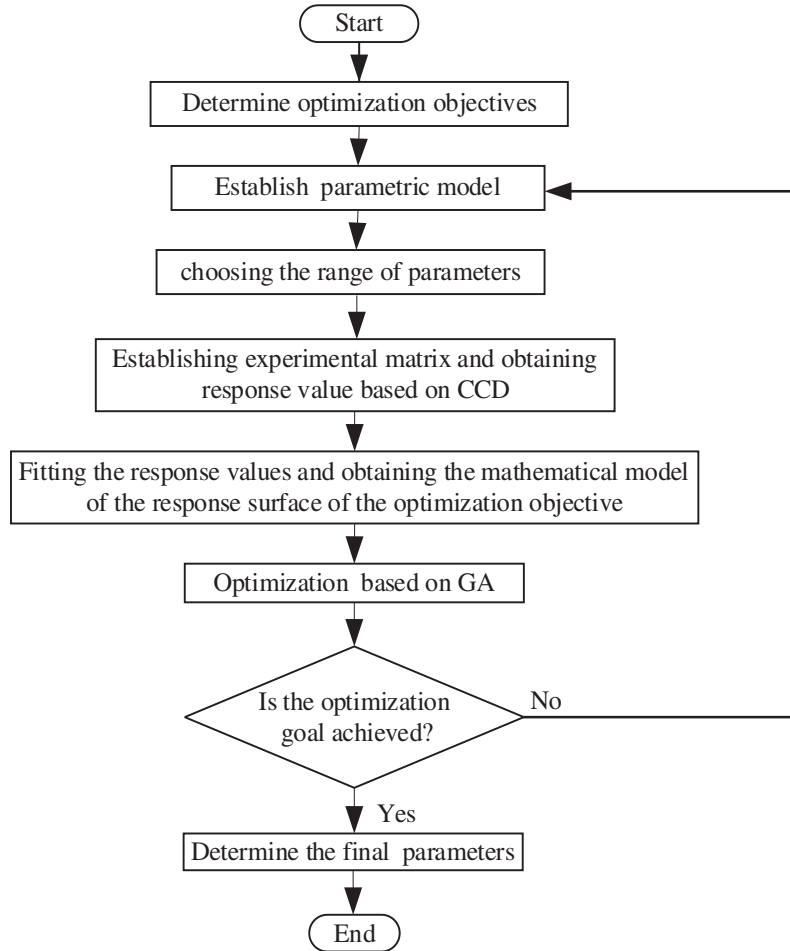 Start
Determine optimization objectives
Establish parametric model
choosing the range of parameters
Establishing experimental matrix and obtaining
response value based on CCD
Fitting the response values and obtaining the mathematical model
of the response surface of the optimization objective
Optimization based on GA
Is the optimization
goal achieved?
No
Yes
Determine the final parameters
End